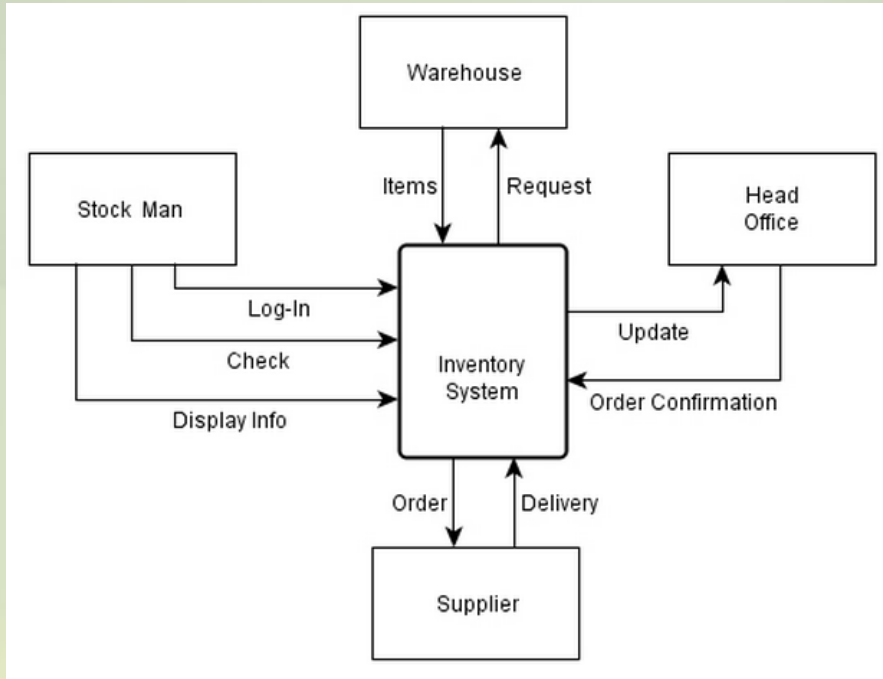 Warehouse
Stock Man
Items
Request
Head
Office
Log-In
Check
Display Info
Inventory
System
Update
Order Confirmation
Order
Delivery
Supplier